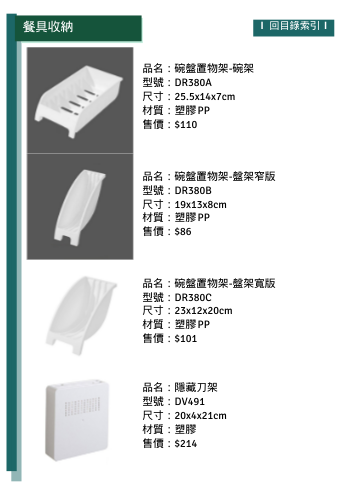 餐具收納
I 回目錄索引 I
品名：碗盤置物架-碗架
型號：DR380A
尺寸：25.5x14x7cm
材質：塑膠PP
售價：$110
品名：碗盤置物架-盤架窄版
型號：DR380B
尺寸：19x13x8cm
材質：塑膠PP
售價：$86
品名：碗盤置物架-盤架寬版
型號：DR380C
尺寸：23x12x20cm
材質：塑膠PP
售價：$101
品名：隱藏刀架
型號：DV491
尺寸：20x4x21cm
材質：塑膠
售價：$214